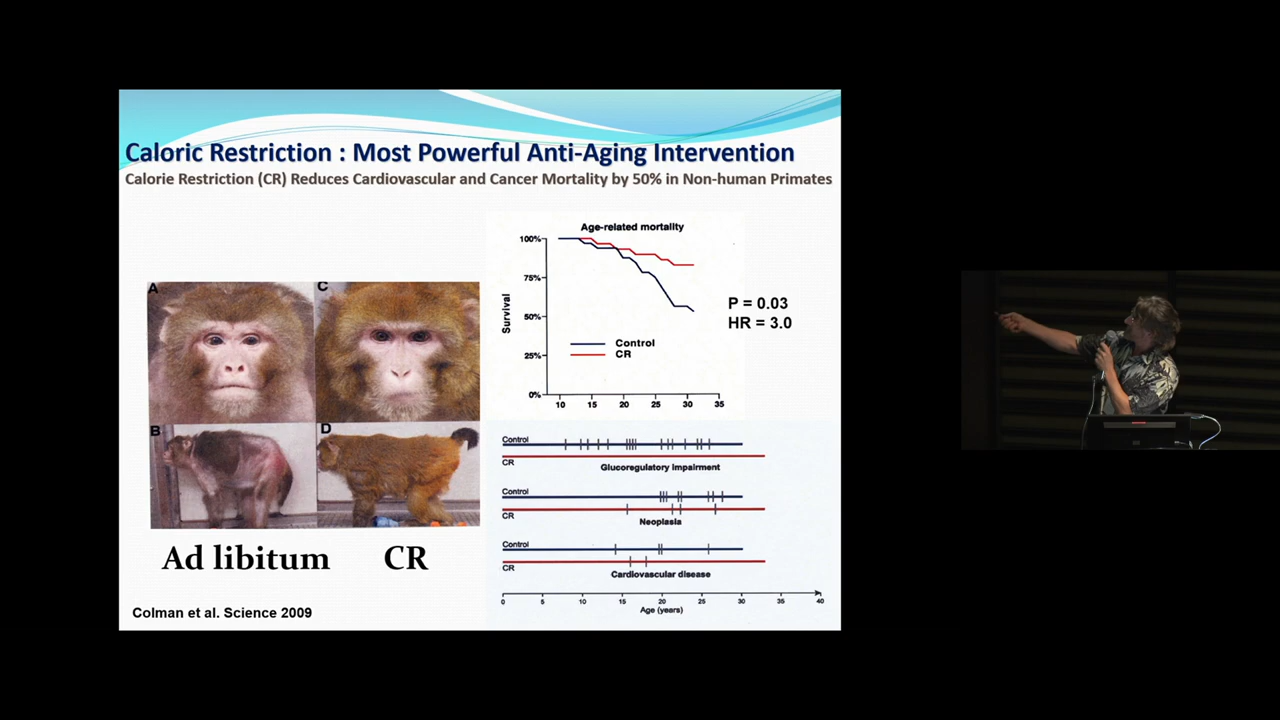 Caloric Restriction : Most Powerful Anti-Aging Intervention
Calorie Restriction (CR) Reduces Cardiovascular and Cancer Mortality by 50% in Non-human Primates
A
C
B
D
Ad libitum
CR
Colman et al. Science 2009
Age-related mortality
100%
75%
50%
25%
0%
Survival
Control
CR
10 15 20 25 30 35
P = 0.03
HR = 3.0
Control
CR
Glucoregulatory Impairment
Control
CR
Neoplasia
Control
CR
Cardiovascular disease
0 5 10 15 20 25 30 35 40
Age (years)